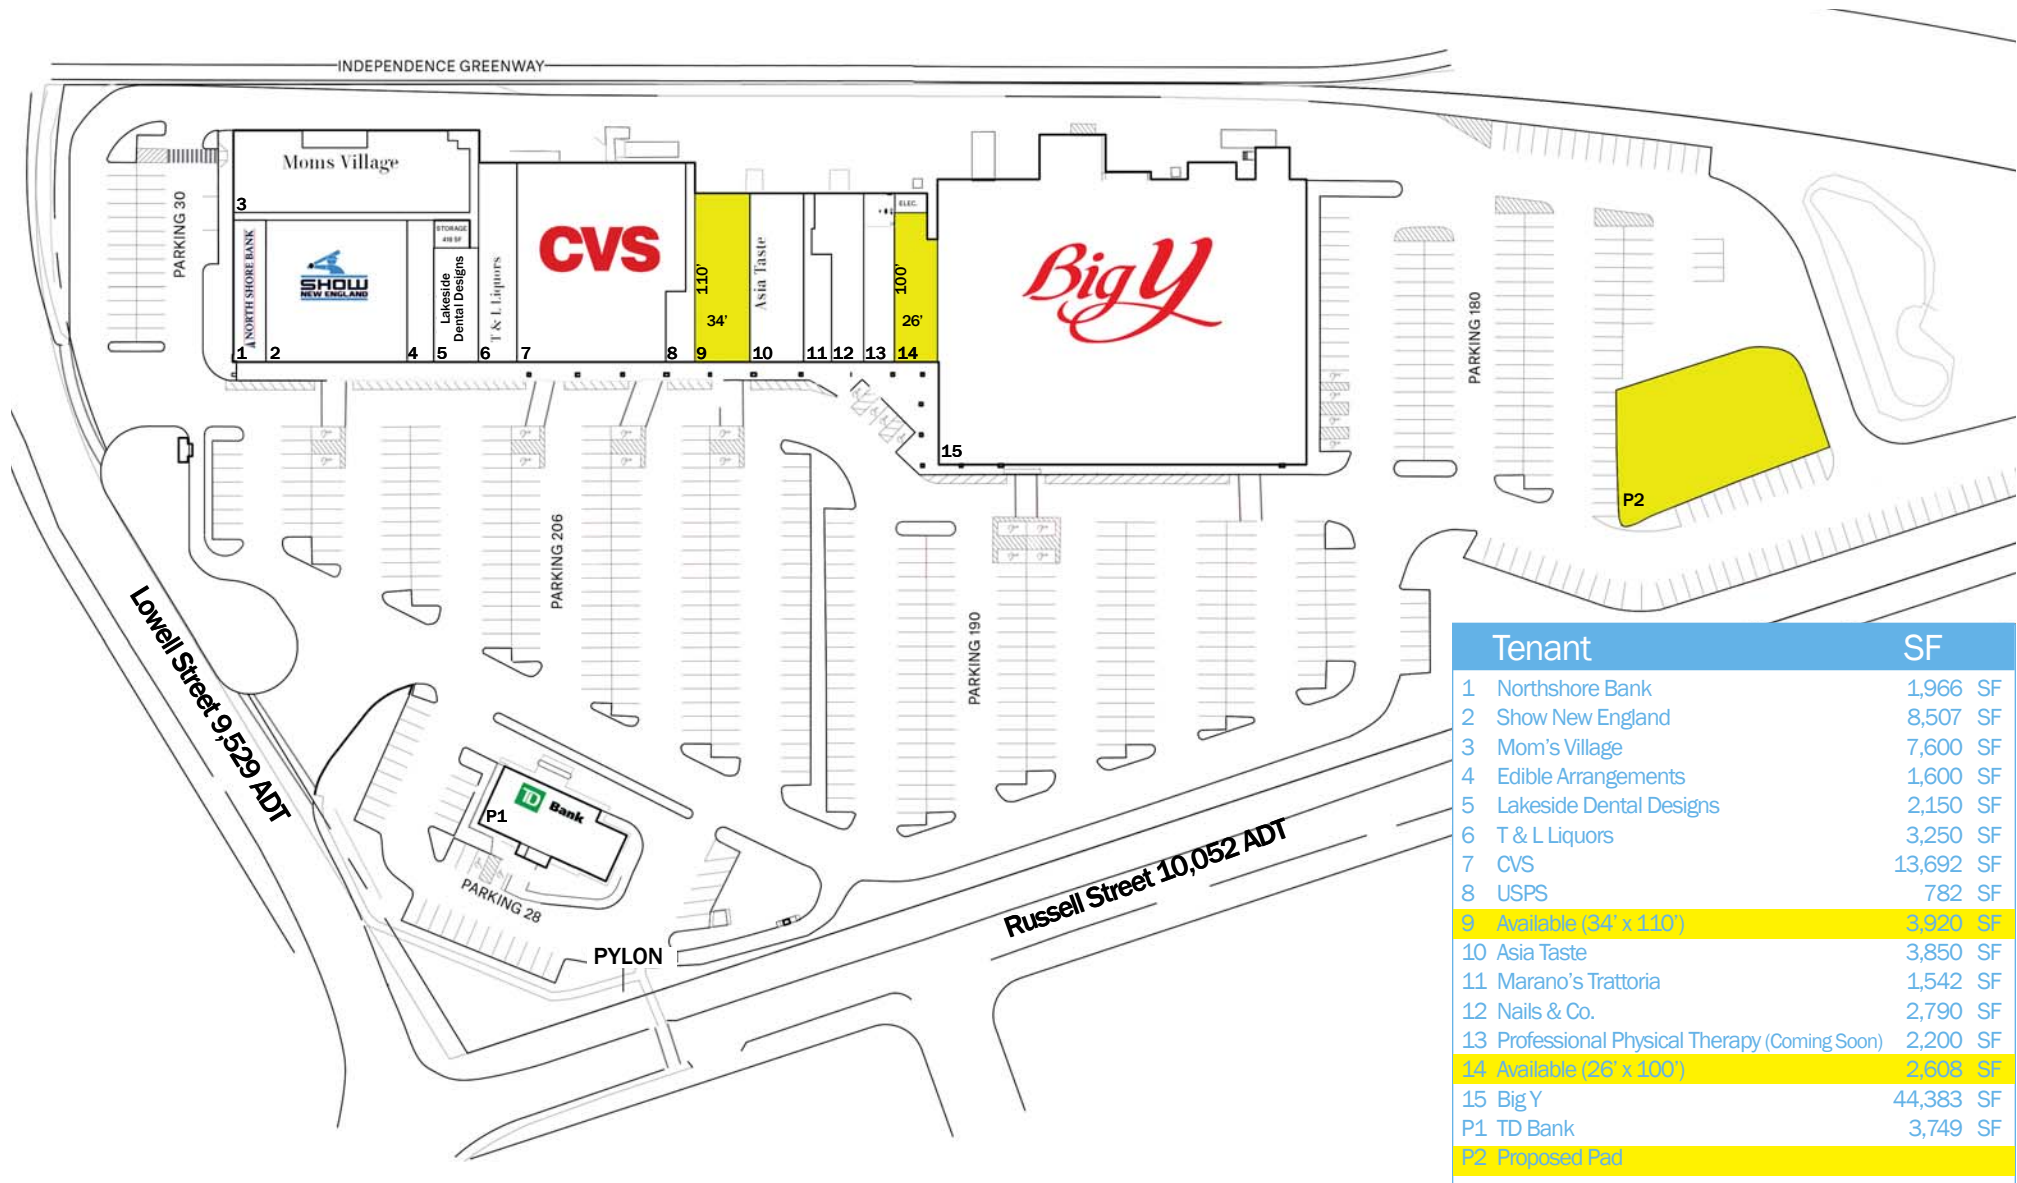 INDEPENDENCE GREENWAY
Moms Village
3
PARKING 30
NORTH SHORE BANK
SHOW
NEW ENGLAND
STORAGE
418 SF
Lakeside
Dental Designs
T & L Liquors
CVS
110'
34'
Asia Taste
ELEC.
100'
26'
Big Y
1
2
4
5
6
7
8
9
10
11
12
13
14
15
PARKING 180
P2
PARKING 206
PARKING 190
Lowell Street 9,529 ADT
TD Bank
P1
PARKING 28
PYLON
Russell Street 10,052 ADT
Tenant SF
1 Northshore Bank 1,966 SF
2 Show New England 8,507 SF
3 Mom's Village 7,600 SF
4 Edible Arrangements 1,600 SF
5 Lakeside Dental Designs 2,150 SF
6 T & L Liquors 3,250 SF
7 CVS 13,692 SF
8 USPS 782 SF
9 Available (34' x 110') 3,920 SF
10 Asia Taste 3,850 SF
11 Marano's Trattoria 1,542 SF
12 Nails & Co. 2,790 SF
13 Professional Physical Therapy (Coming Soon) 2,200 SF
14 Available (26' x 100') 2,608 SF
15 Big Y 44,383 SF
P1 TD Bank 3,749 SF
P2 Proposed Pad